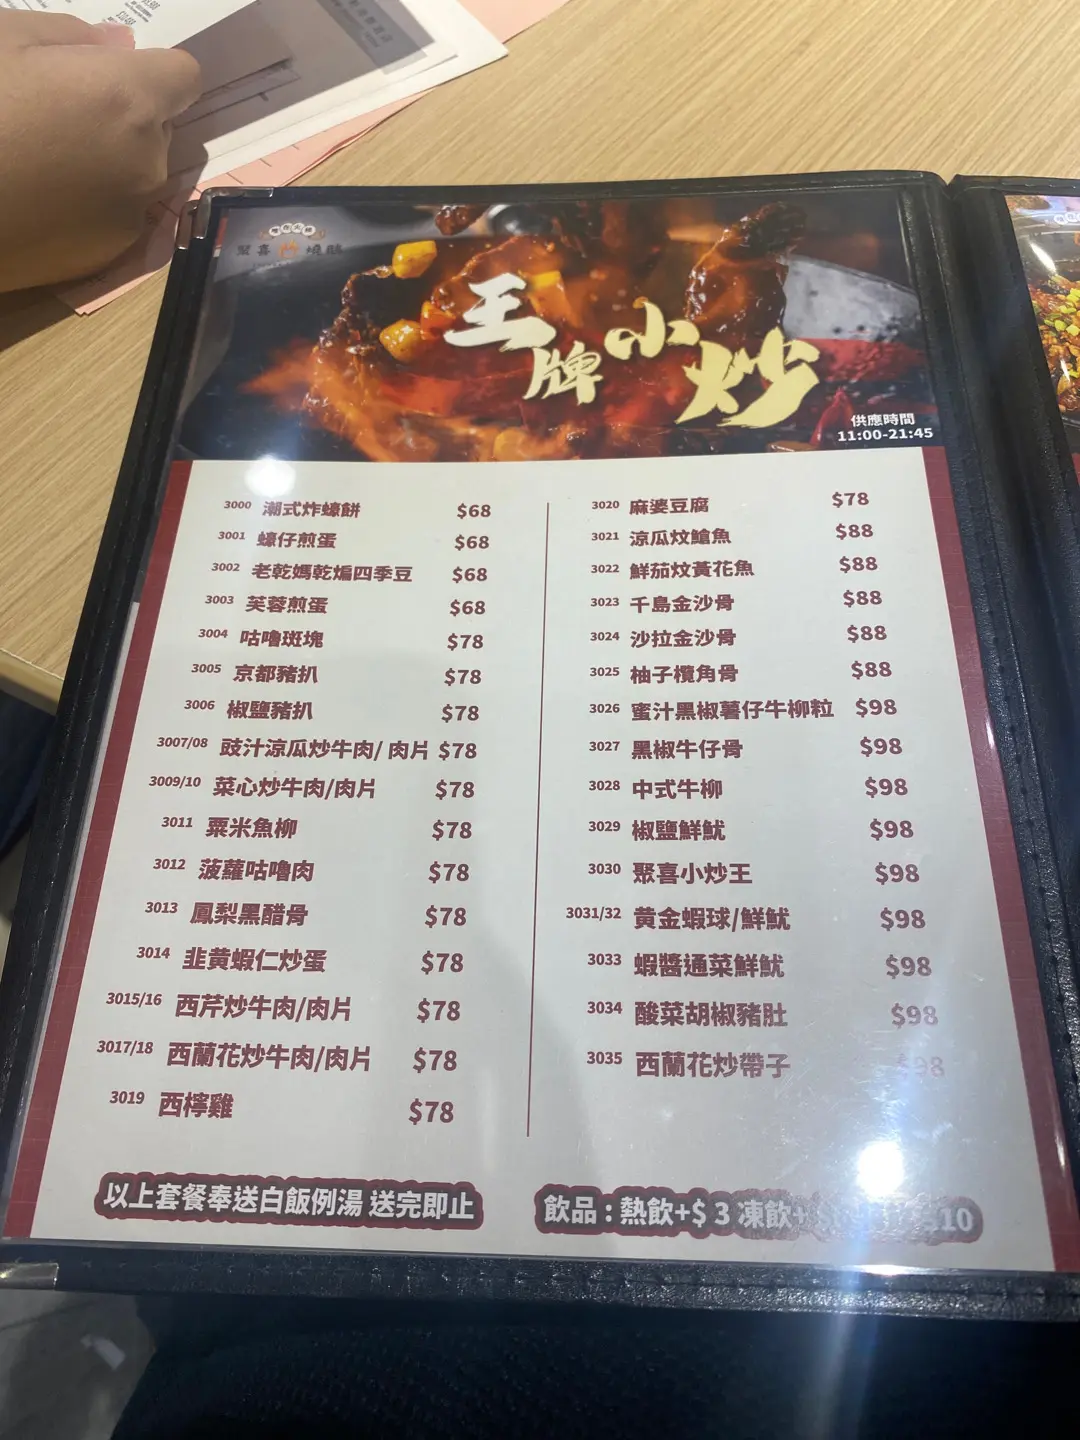 聚喜 燒鵝
王牌小炒
供應時間
11:00-21:45
3000 潮式炸蠔餅 $68
3001 蠔仔煎蛋 $68
3002 老乾媽乾煸四季豆 $68
3003 芙蓉煎蛋 $68
3004 咕嚕斑塊 $78
3005 京都豬扒 $78
3006 椒鹽豬扒 $78
3007/08 豉汁涼瓜炒牛肉/ 肉片 $78
3009/10 菜心炒牛肉/肉片 $78
3011 粟米魚柳 $78
3012 菠蘿咕嚕肉 $78
3013 鳳梨黑醋骨 $78
3014 韭黄蝦仁炒蛋 $78
3015/16 西芹炒牛肉/肉片 $78
3017/18 西蘭花炒牛肉/肉片 $78
3019 西檸雞 $78
3020 麻婆豆腐 $78
3021 涼瓜炆鯧魚 $88
3022 鮮茄炆黃花魚 $88
3023 千島金沙骨 $88
3024 沙拉金沙骨 $88
3025 柚子欖角骨 $88
3026 蜜汁黑椒薯仔牛柳粒 $98
3027 黑椒牛仔骨 $98
3028 中式牛柳 $98
3029 椒鹽鮮魷 $98
3030 聚喜小炒王 $98
3031/32 黄金蝦球/鮮魷 $98
3033 蝦醬通菜鮮魷 $98
3034 酸菜胡椒豬肚 $98
3035 西蘭花炒帶子 $98
以上套餐奉送白飯例湯 送完即止
飲品 : 熱飲+$ 3 凍飲+ $10